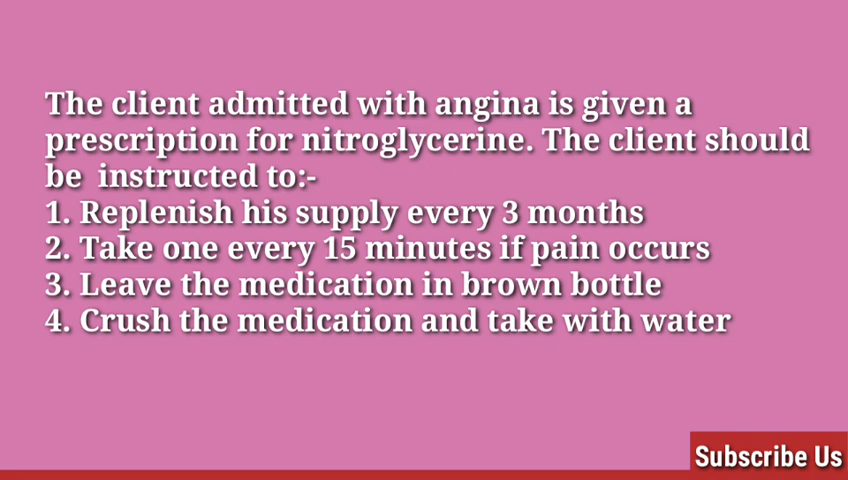 The client admitted with angina is given a
prescription for nitroglycerine. The client should
be  instructed to:-
1. Replenish his supply every 3 months
2. Take one every 15 minutes if pain occurs
3. Leave the medication in brown bottle
4. Crush the medication and take with water
Subscribe Us